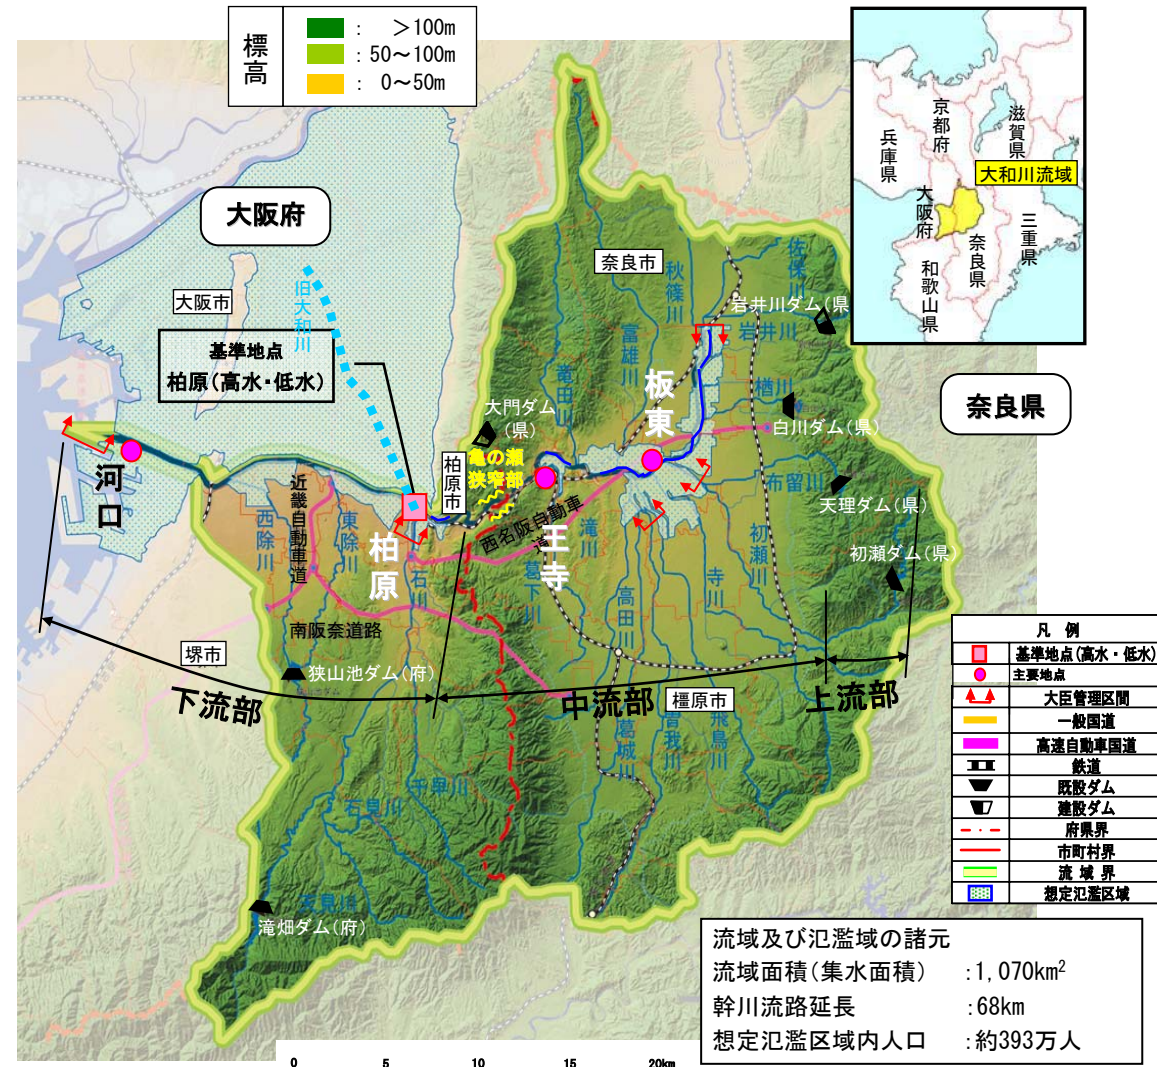 標高
： ＞100m
：50～100m
： 0～50m
京都府
滋賀県
兵庫県
大和川流域
大阪府
奈良県
三重県
和歌山県
大阪府
奈良市
秋篠川
佐保川
岩井川ダム(県
岩井川
大阪市
旧大和川
富雄川
竜田川
基準地点
柏原(高水・低水)
板東
楢川
奈良県
大門ダム
(県)
白川ダム(県)
亀の瀬
狭窄部
柏原市
河口
近畿自動車道
西除川
東除川
柏原
石川
西名阪自動車道
王寺
葛下川
滝川
高田川
寺川
初瀬川
布留川
天理ダム(県)
初瀬ダム(県)
南阪奈道路
堺市
狭山池ダム(府)
下流部
中流部
上流部
橿原市
葛城川
曽我川
飛鳥川
千早川
石見川
天見川
滝畑ダム(府)
凡 例
基準地点(高水・低水)
主要地点
大臣管理区間
一般国道
高速自動車国道
鉄道
既設ダム
建設ダム
府県界
市町村界
流 域 界
想定氾濫区域
流域及び氾濫域の諸元
流域面積(集水面積) ：1,070km²
幹川流路延長 ：68km
想定氾濫区域内人口 ：約393万人
0 5 10 15 20km